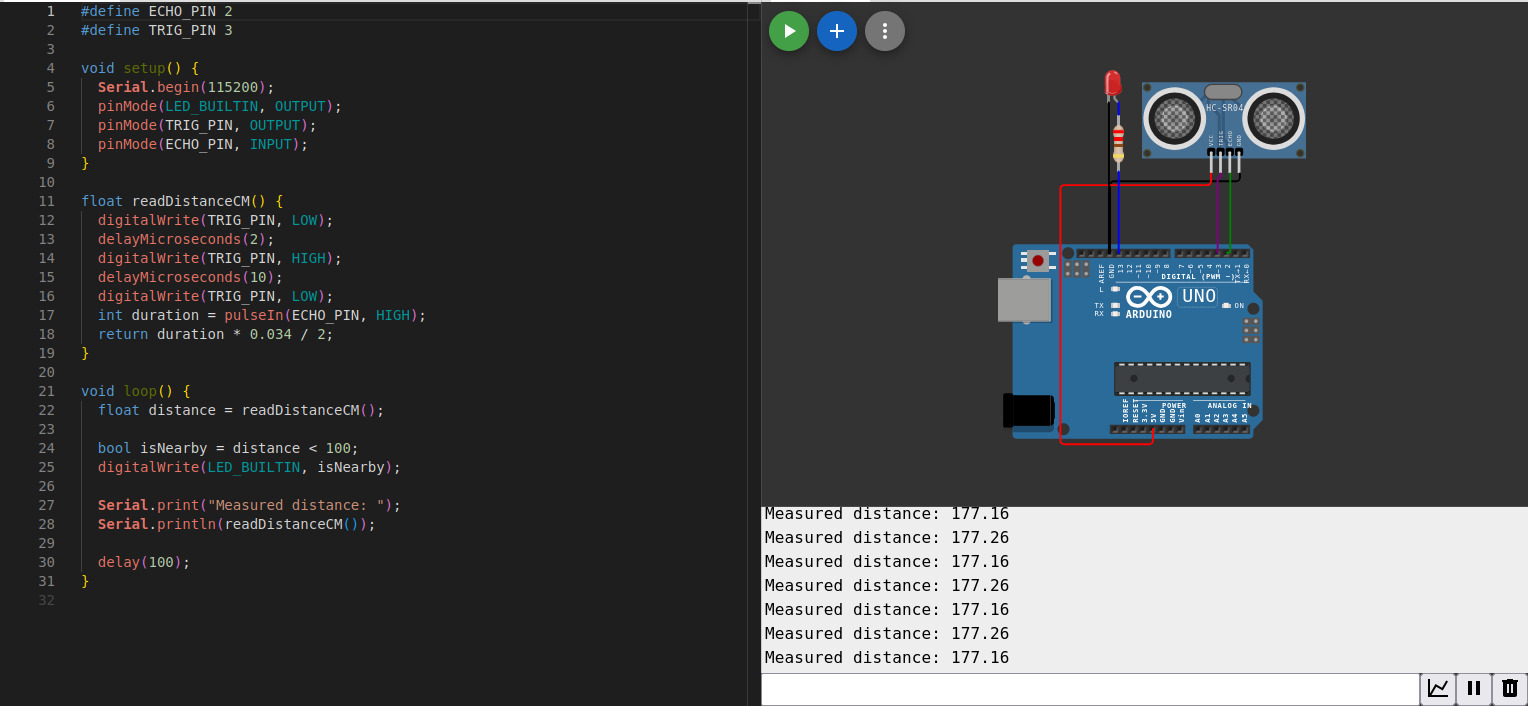 1 #define ECHO_PIN 2
2 #define TRIG_PIN 3
3
4 void setup() {
5 Serial.begin(115200);
6 pinMode(LED_BUILTIN, OUTPUT);
7 pinMode(TRIG_PIN, OUTPUT);
8 pinMode(ECHO_PIN, INPUT);
9 }
10
11 float readDistanceCM() {
12 digitalWrite(TRIG_PIN, LOW);
13 delayMicroseconds(2);
14 digitalWrite(TRIG_PIN, HIGH);
15 delayMicroseconds(10);
16 digitalWrite(TRIG_PIN, LOW);
17 int duration = pulseIn(ECHO_PIN, HIGH);
18 return duration * 0.034 / 2;
19 }
20
21 void loop() {
22 float distance = readDistanceCM();
23
24 bool isNearby = distance < 100;
25 digitalWrite(LED_BUILTIN, isNearby);
26
27 Serial.print("Measured distance: ");
28 Serial.println(readDistanceCM());
29
30 delay(100);
31 }
32
HC-SR04
VCC TRIG ECHO GND
AREF GND 13 12 ~11 ~10 ~9 8 7 ~6 ~5 4 ~3 2 TX→1 RX←0
DIGITAL (PWM ~)
L
TX
RX
UNO
ON
ARDUINO
POWER ANALOG IN
IOREF RESET 3.3V 5V GND GND Vin A0 A1 A2 A3 A4 A5
Measured distance: 177.16
Measured distance: 177.26
Measured distance: 177.16
Measured distance: 177.26
Measured distance: 177.16
Measured distance: 177.26
Measured distance: 177.16